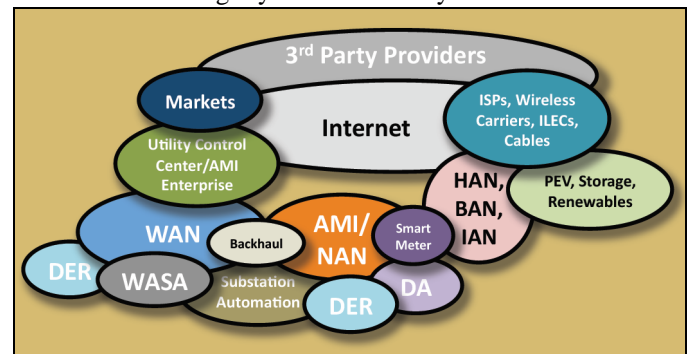 3rd Party Providers
Markets
Internet
ISPs, Wireless
Carriers, ILECs,
Cables
Utility Control
Center/AMI
Enterprise
HAN,
BAN,
IAN
PEV, Storage,
Renewables
WAN
Backhaul
AMI/
NAN
Smart
Meter
DER
WASA
Substation
Automation
DER
DA